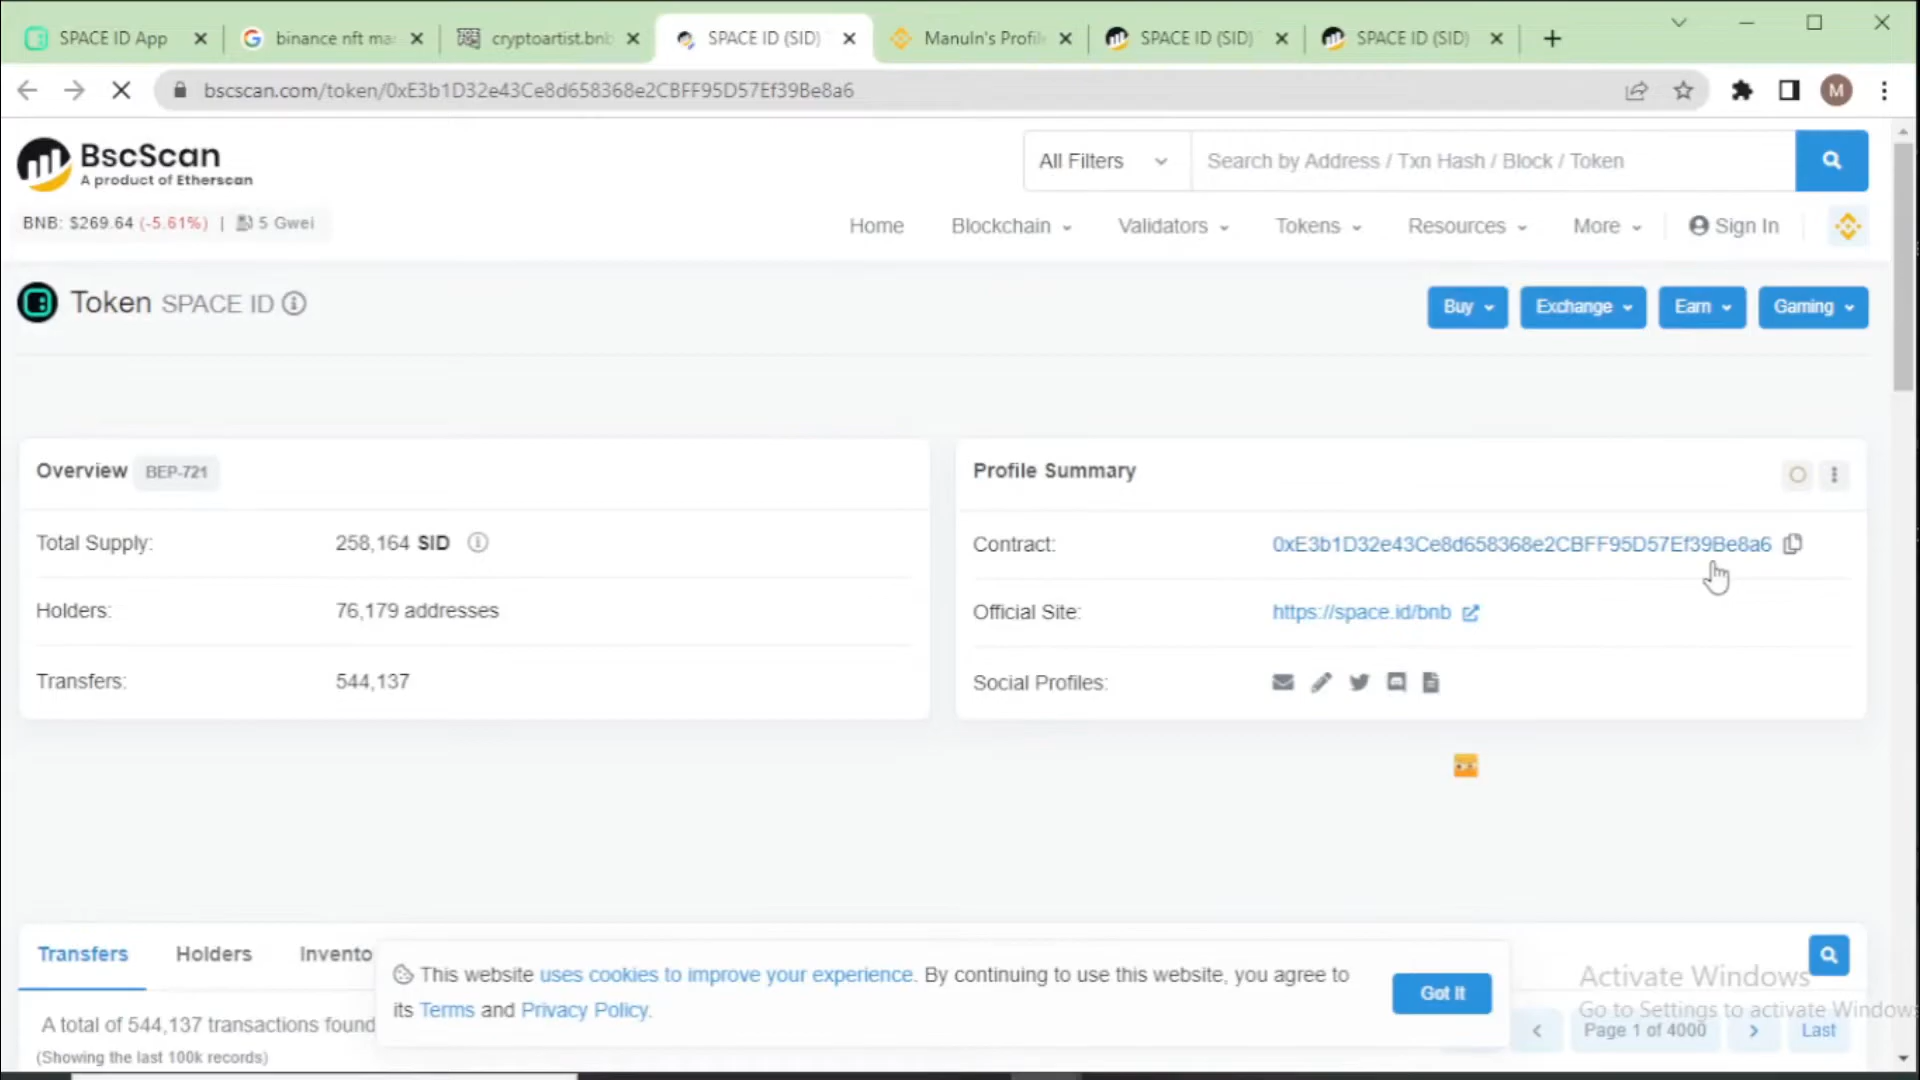 SPACE ID App
binance nft mar
cryptoartist.bnb
SPACE ID (SID)
Manuln's Profil
SPACE ID (SID)
SPACE ID (SID)
bscscan.com/token/0xE3b1D32e43Ce8d658368e2CBFF95D57Ef39Be8a6
M
BscScan
A product of Etherscan
All Filters
Search by Address / Txn Hash / Block / Token
BNB: $269.64 (-5.61%) | 5 Gwei
Home Blockchain Validators Tokens Resources More Sign In
Token SPACE ID
Buy Exchange Earn Gaming
Overview BEP-721
Total Supply: 258,164 SID
Holders: 76,179 addresses
Transfers: 544,137
Profile Summary
Contract: 0xE3b1D32e43Ce8d658368e2CBFF95D57Ef39Be8a6
Official Site: https://space.id/bnb
Social Profiles:
Transfers Holders Invento
This website uses cookies to improve your experience. By continuing to use this website, you agree to
its Terms and Privacy Policy.
Got It
A total of 544,137 transactions found
(Showing the last 100k records)
Activate Windows
Go to Settings to activate Windows
Page 1 of 4000
Last